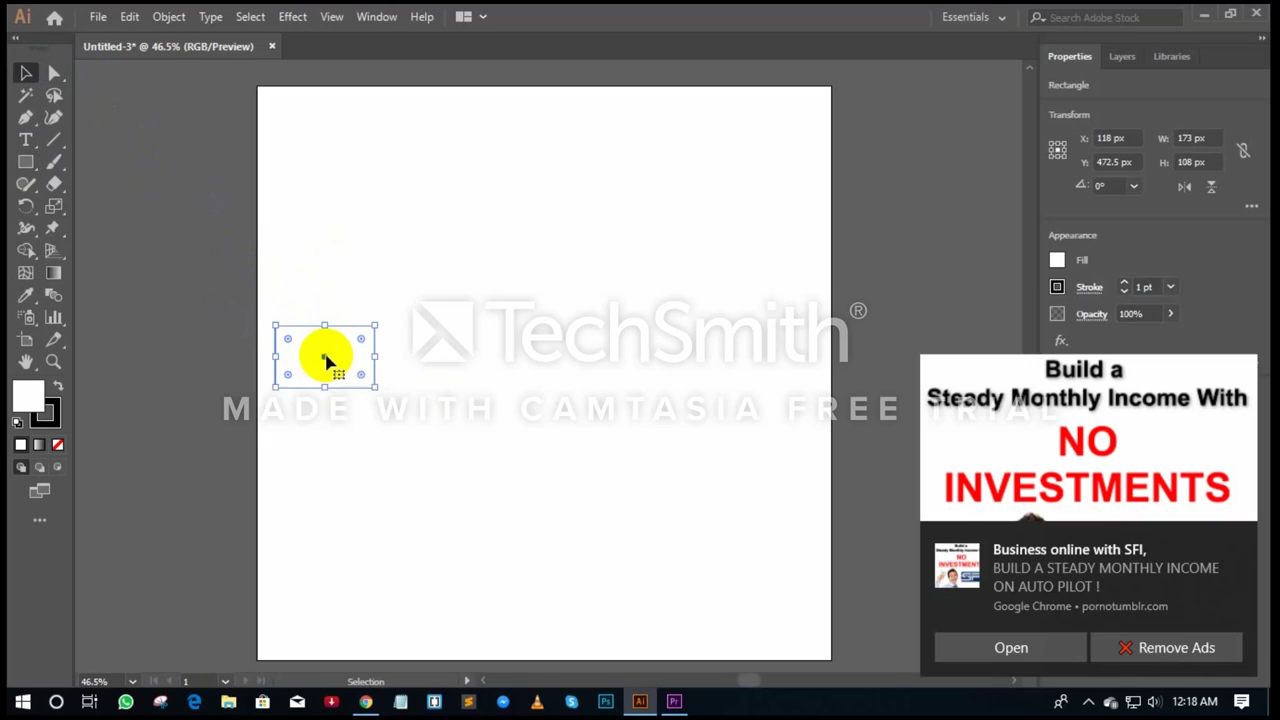 Ai File Edit Object Type Select Effect View Window Help Essentials Search Adobe Stock
Untitled-3* @ 46.5% (RGB/Preview)
Properties Layers Libraries
Rectangle
Transform
X: 118 px W: 173 px
Y: 472.5 px H: 108 px
0°
Appearance
Fill
Stroke 1 pt
Opacity 100%
fx.
TechSmith®
MADE WITH CAMTASIA FREE TRIAL
Build a
Steady Monthly Income With
NO
INVESTMENTS
Business online with SFI,
BUILD A STEADY MONTHLY INCOME
ON AUTO PILOT !
Google Chrome • pornotumblr.com
Open Remove Ads
46.5% 1 Selection
Ps Ai Pr 12:18 AM